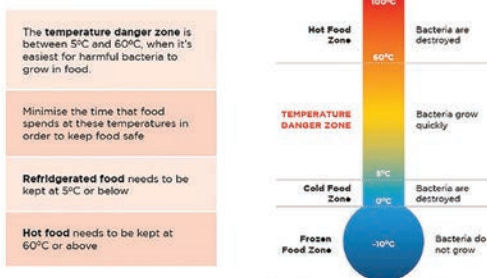 The temperature danger zone is
between 5ºC and 60ºC, when it's
easiest for harmful bacteria to
grow in food.
Minimise the time that food
spends at these temperatures in
order to keep food safe
Refridgerated food needs to be
kept at 5ºC or below
Hot food needs to be kept at
60ºC or above
100ºC
Hot Food
Zone
Bacteria are
destroyed
60ºC
TEMPERATURE
DANGER ZONE
Bacteria grow
quickly
5ºC
Cold Food
Zone
Bacteria are
destroyed
0ºC
Frozen
Food Zone
-10ºC
Bacteria do
not grow